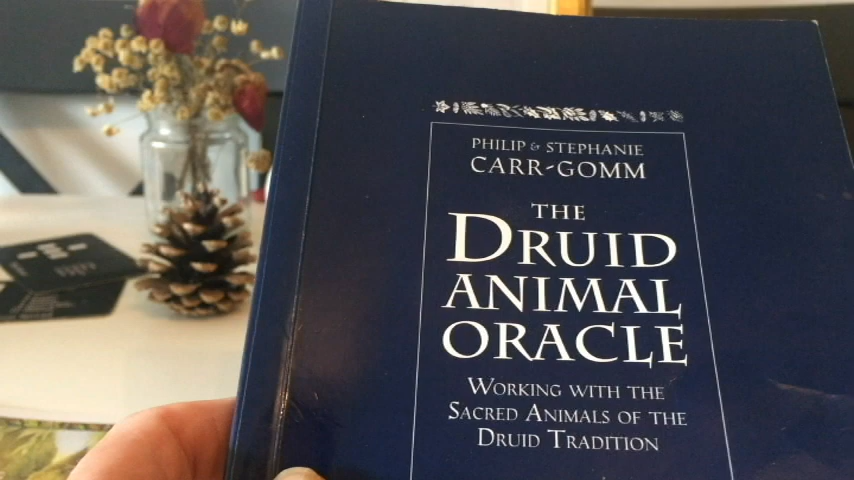 PHILIP & STEPHANIE
CARR-GOMM
THE
DRUID
ANIMAL
ORACLE
WORKING WITH THE
SACRED ANIMALS OF THE
DRUID TRADITION